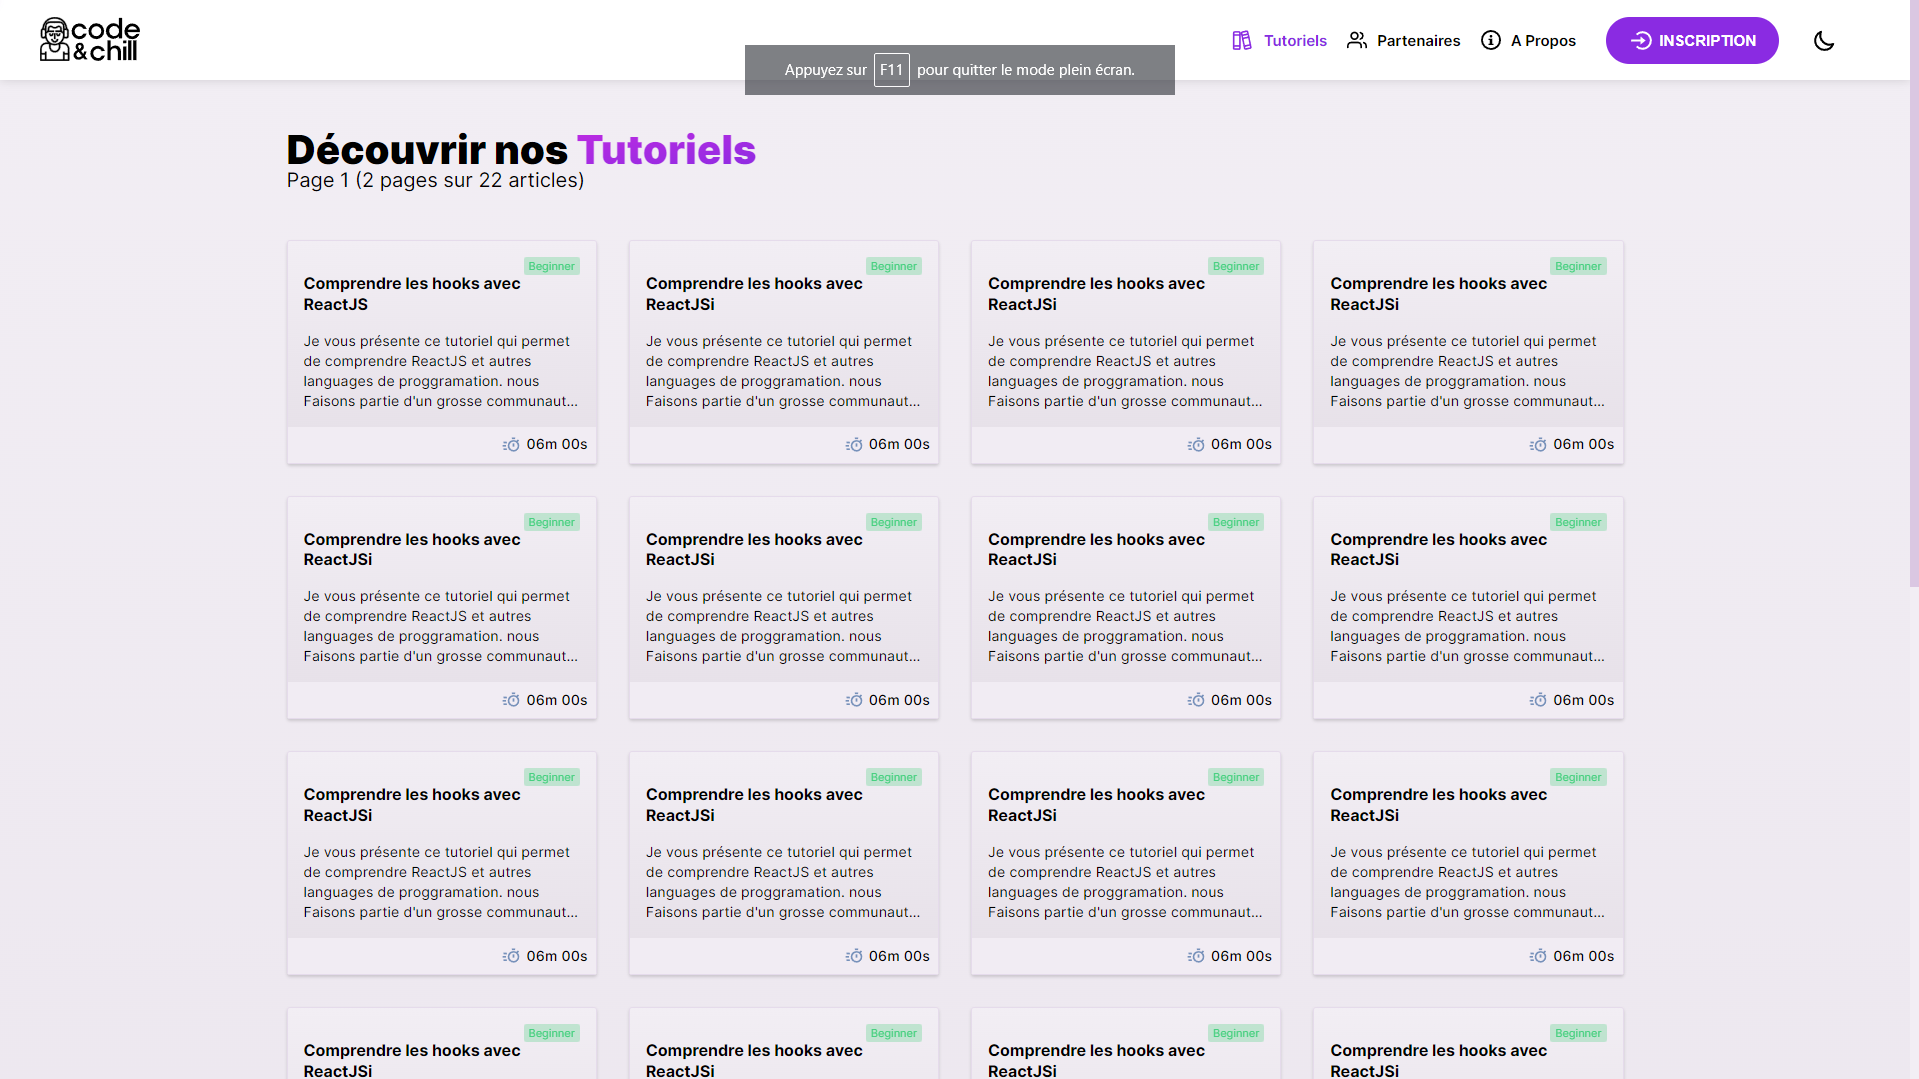 code
&chill
Tutoriels
Partenaires
A Propos
INSCRIPTION
Appuyez sur F11 pour quitter le mode plein écran.
Découvrir nos Tutoriels
Page 1 (2 pages sur 22 articles)
Beginner
Comprendre les hooks avec
ReactJS
Je vous présente ce tutoriel qui permet
de comprendre ReactJS et autres
languages de proggramation. nous
Faisons partie d'un grosse communaut...
06m 00s
Beginner
Comprendre les hooks avec
ReactJSi
Je vous présente ce tutoriel qui permet
de comprendre ReactJS et autres
languages de proggramation. nous
Faisons partie d'un grosse communaut...
06m 00s
Beginner
Comprendre les hooks avec
ReactJSi
Je vous présente ce tutoriel qui permet
de comprendre ReactJS et autres
languages de proggramation. nous
Faisons partie d'un grosse communaut...
06m 00s
Beginner
Comprendre les hooks avec
ReactJSi
Je vous présente ce tutoriel qui permet
de comprendre ReactJS et autres
languages de proggramation. nous
Faisons partie d'un grosse communaut...
06m 00s
Beginner
Comprendre les hooks avec
ReactJSi
Je vous présente ce tutoriel qui permet
de comprendre ReactJS et autres
languages de proggramation. nous
Faisons partie d'un grosse communaut...
06m 00s
Beginner
Comprendre les hooks avec
ReactJSi
Je vous présente ce tutoriel qui permet
de comprendre ReactJS et autres
languages de proggramation. nous
Faisons partie d'un grosse communaut...
06m 00s
Beginner
Comprendre les hooks avec
ReactJSi
Je vous présente ce tutoriel qui permet
de comprendre ReactJS et autres
languages de proggramation. nous
Faisons partie d'un grosse communaut...
06m 00s
Beginner
Comprendre les hooks avec
ReactJSi
Je vous présente ce tutoriel qui permet
de comprendre ReactJS et autres
languages de proggramation. nous
Faisons partie d'un grosse communaut...
06m 00s
Beginner
Comprendre les hooks avec
ReactJSi
Je vous présente ce tutoriel qui permet
de comprendre ReactJS et autres
languages de proggramation. nous
Faisons partie d'un grosse communaut...
06m 00s
Beginner
Comprendre les hooks avec
ReactJSi
Je vous présente ce tutoriel qui permet
de comprendre ReactJS et autres
languages de proggramation. nous
Faisons partie d'un grosse communaut...
06m 00s
Beginner
Comprendre les hooks avec
ReactJSi
Je vous présente ce tutoriel qui permet
de comprendre ReactJS et autres
languages de proggramation. nous
Faisons partie d'un grosse communaut...
06m 00s
Beginner
Comprendre les hooks avec
ReactJSi
Je vous présente ce tutoriel qui permet
de comprendre ReactJS et autres
languages de proggramation. nous
Faisons partie d'un grosse communaut...
06m 00s
Beginner
Comprendre les hooks avec
ReactJSi
Beginner
Comprendre les hooks avec
ReactJSi
Beginner
Comprendre les hooks avec
ReactJSi
Beginner
Comprendre les hooks avec
ReactJSi